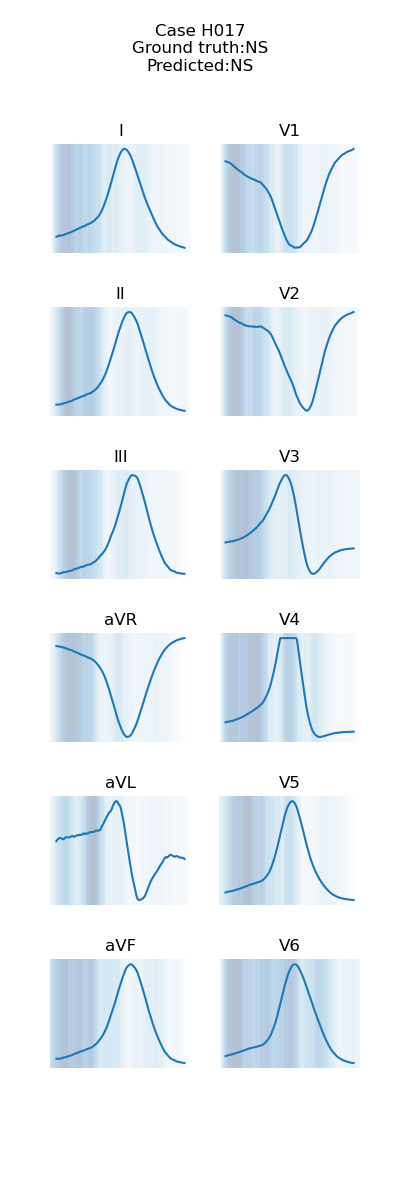 Case H017
Ground truth:NS
Predicted:NS
I
V1
II
V2
III
V3
aVR
V4
aVL
V5
aVF
V6